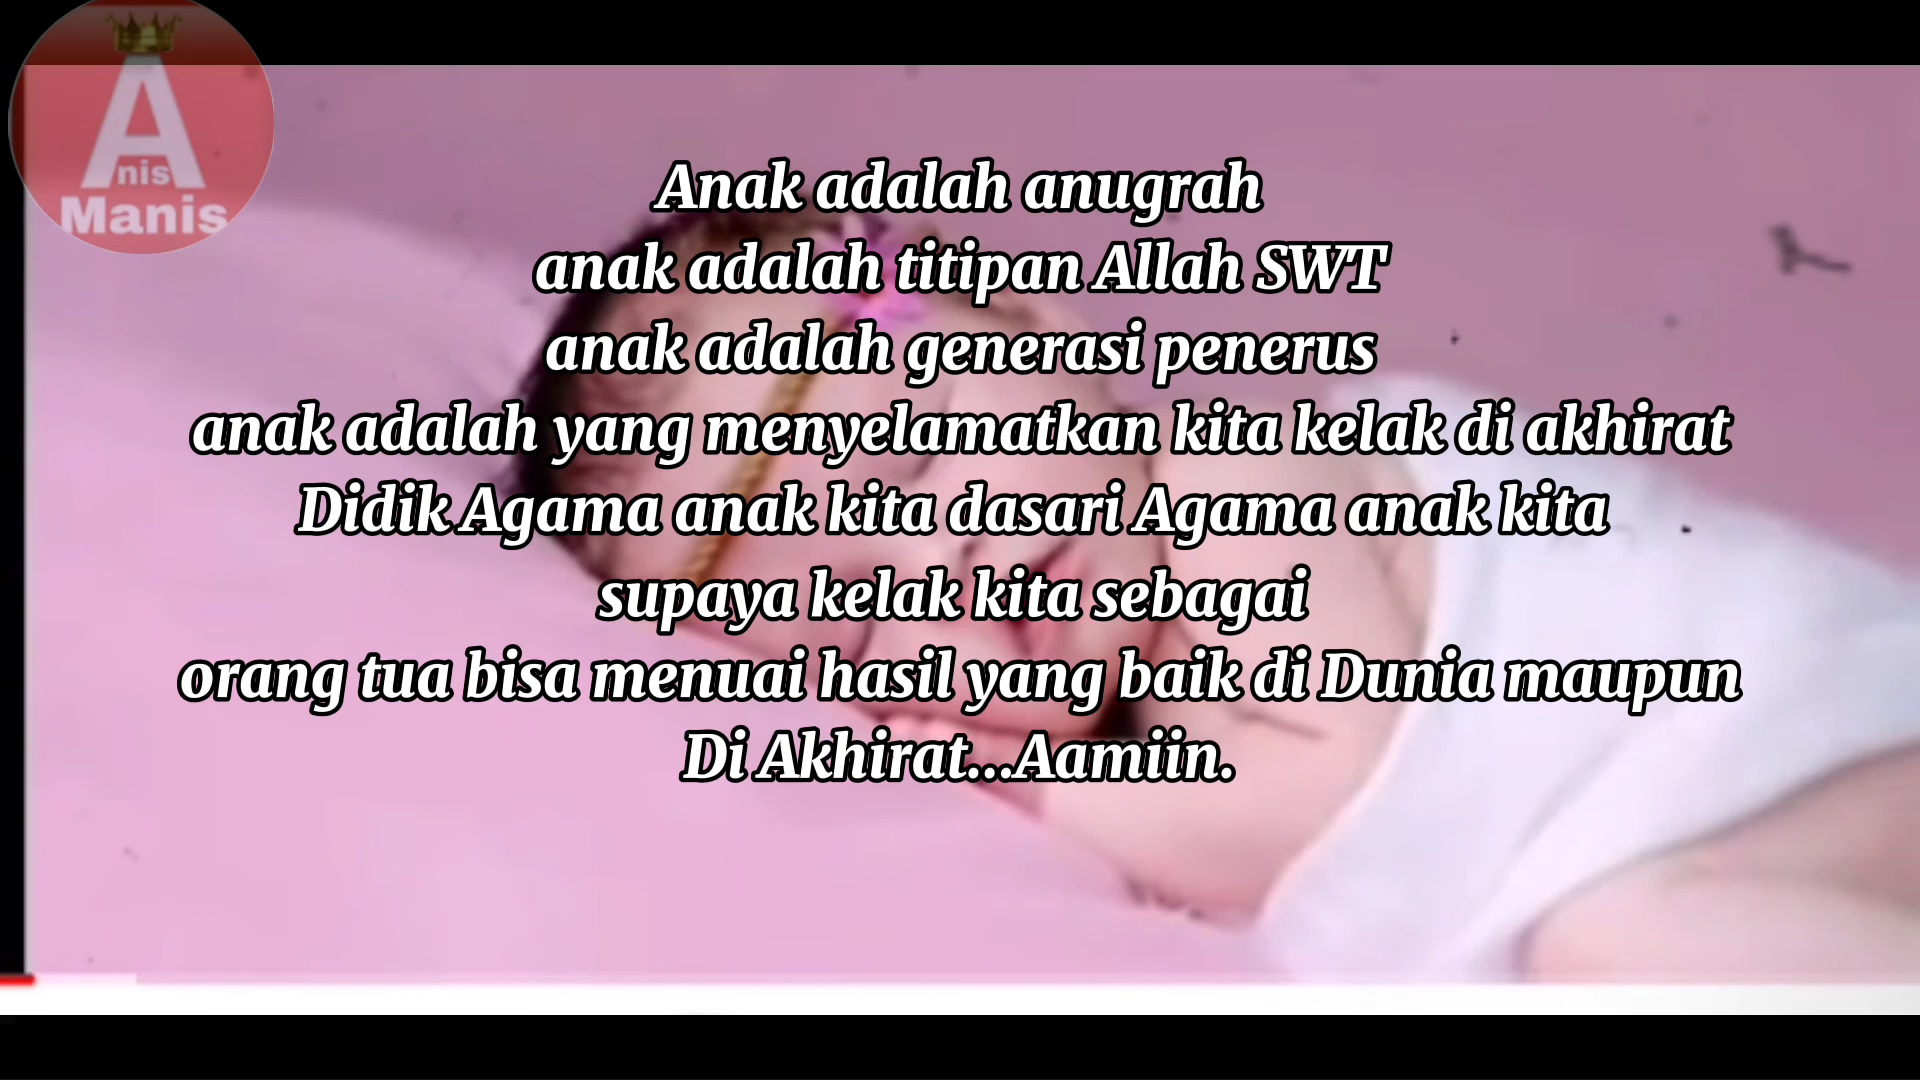 A
nis
Manis
Anak adalah anugrah
anak adalah titipan Allah SWT
anak adalah generasi penerus
anak adalah yang menyelamatkan kita kelak di akhirat
Didik Agama anak kita dasari Agama anak kita
supaya kelak kita sebagai
orang tua bisa menuai hasil yang baik di Dunia maupun
Di Akhirat...Aamiin.